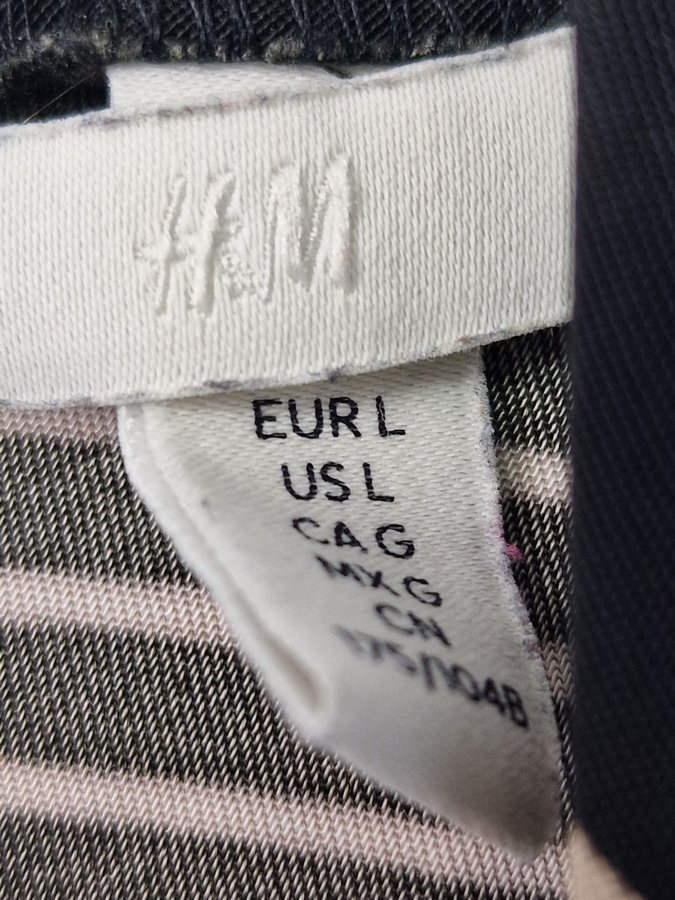 H&M
EUR L
US L
CA G
MX G
CN
175/104B